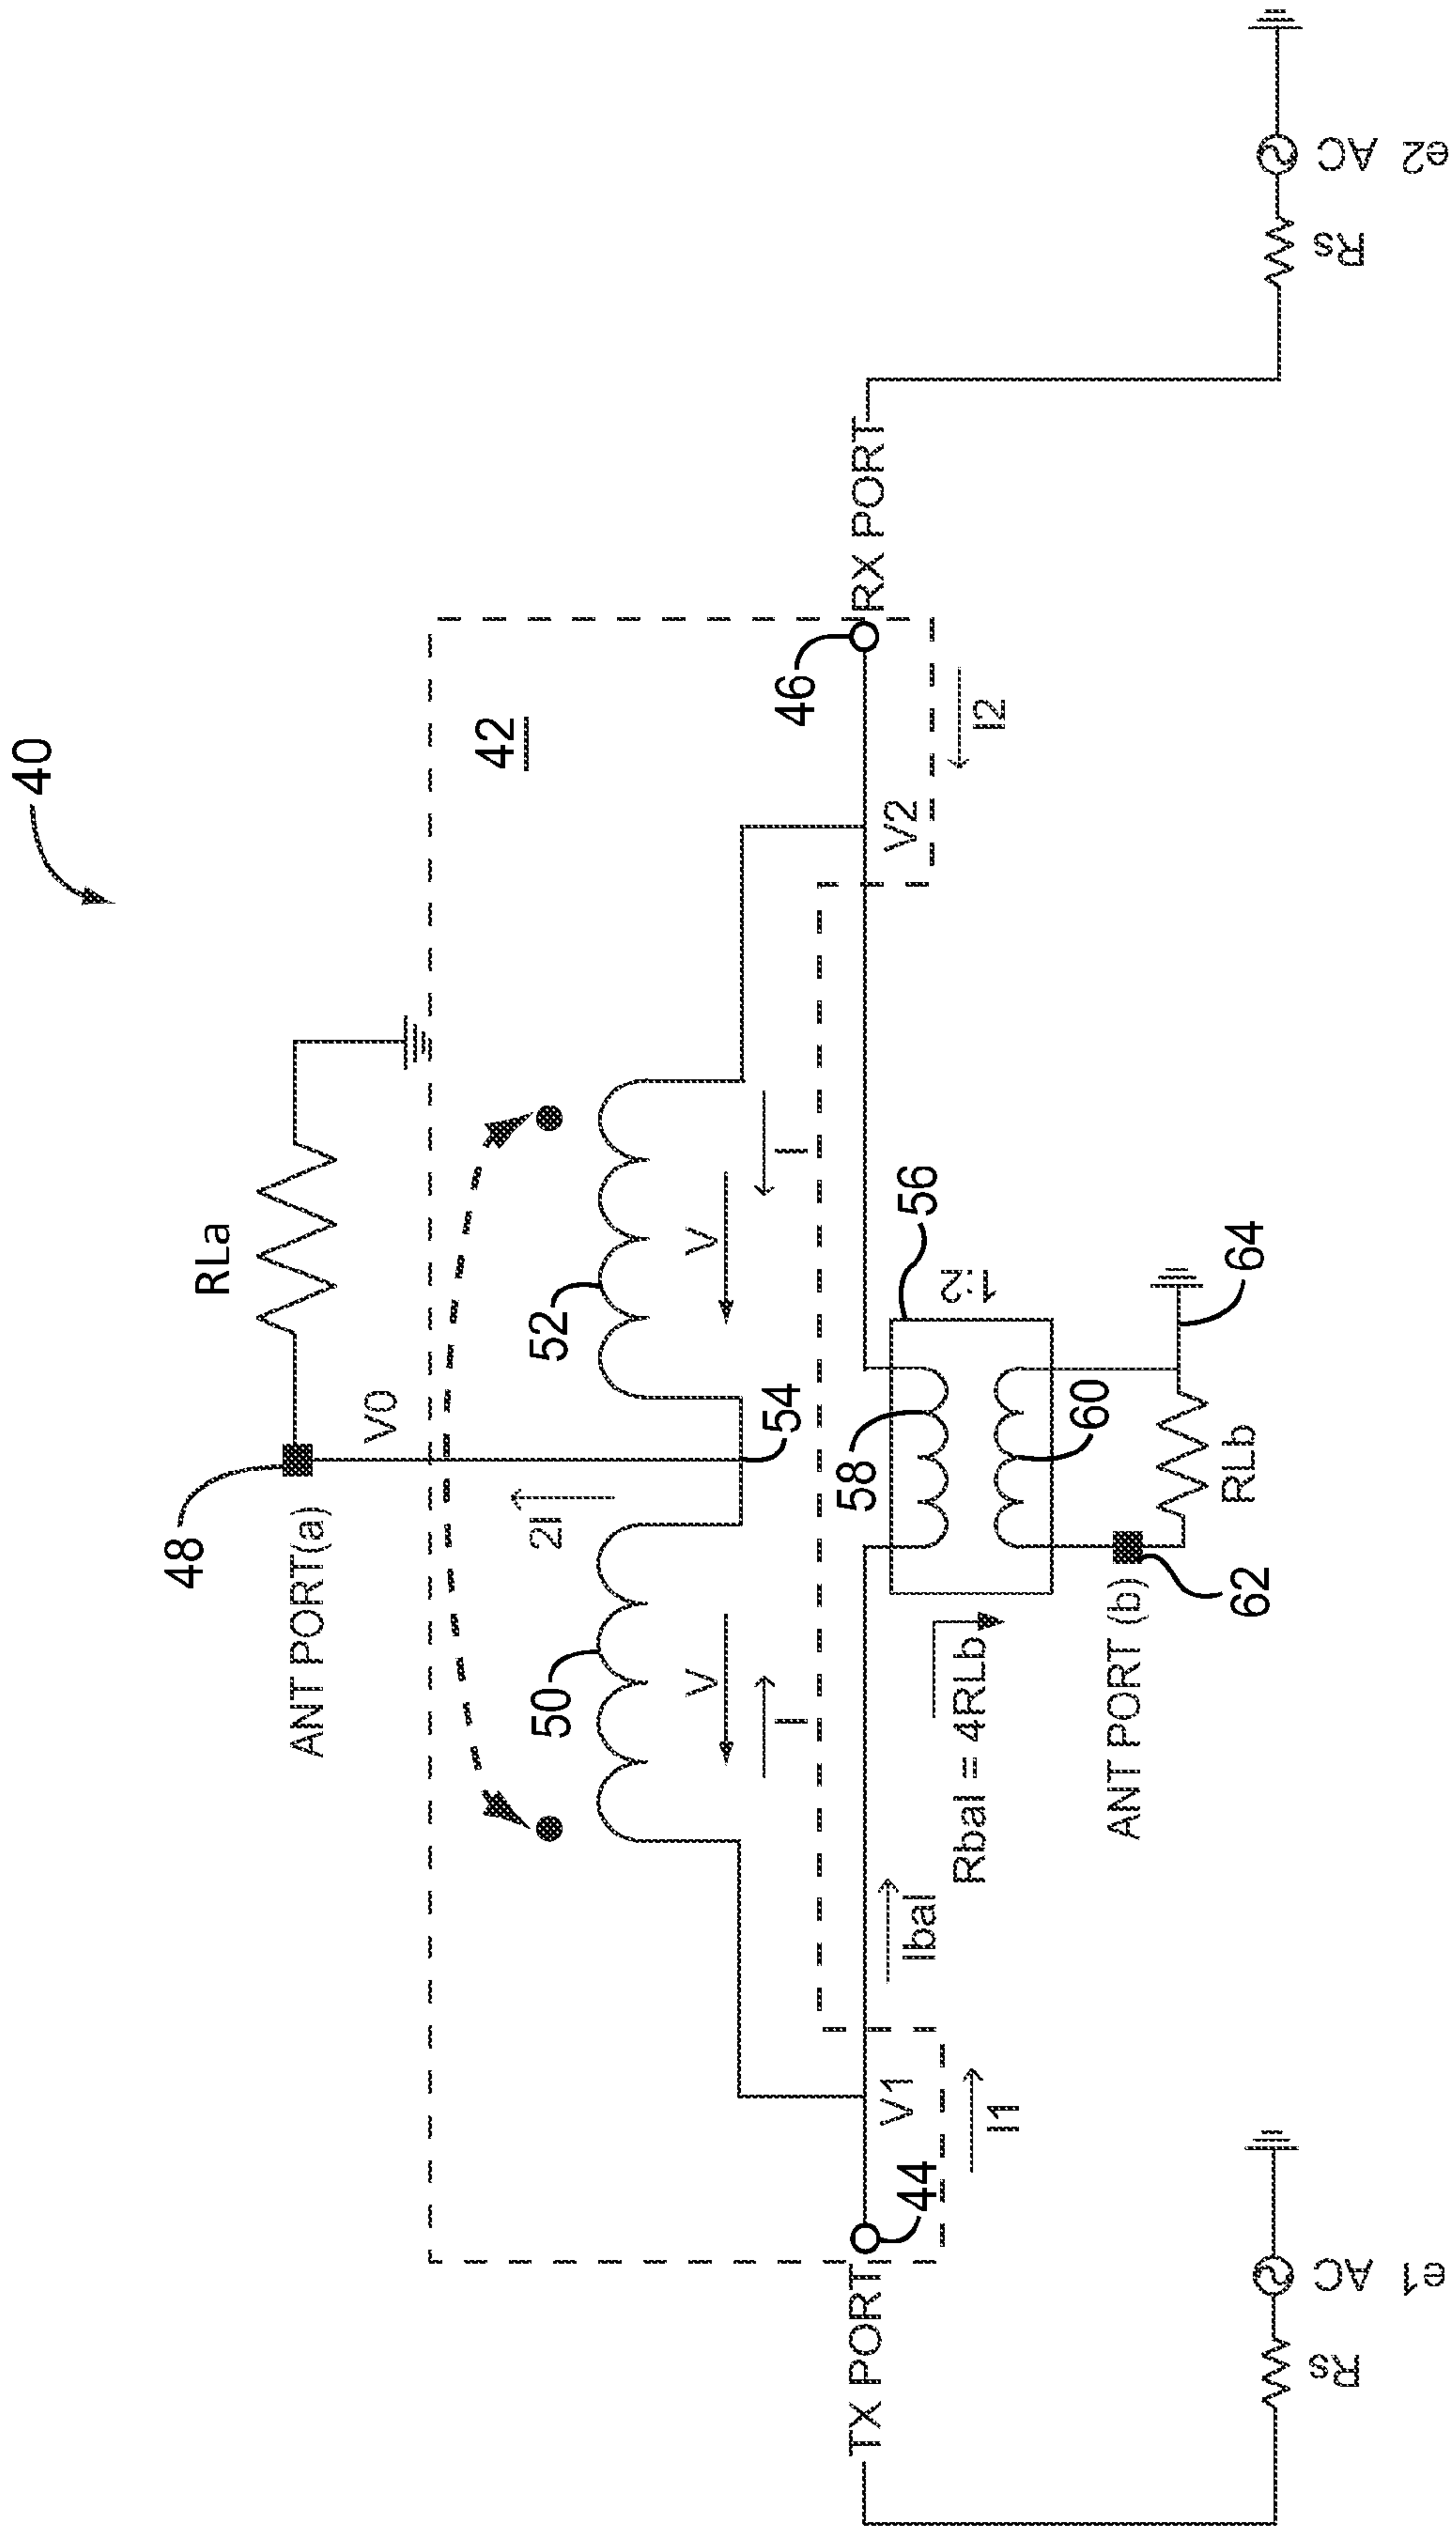 40
RLa
V0
48
ANT PORT(a)
42
2I
50
52
V
V
I
I
54
46
RX PORT
V2
I2
TX PORT
44
V1
I1
Ibal
Rbal = 4RLb
58
56
1:2
60
64
ANT PORT (b)
62
RLb
Rs
AC
e1
Rs
AC
e2